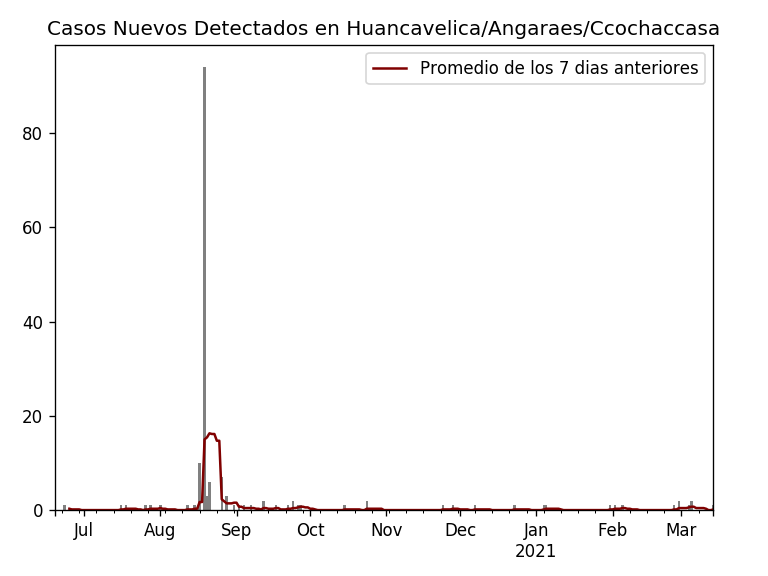 Casos Nuevos Detectados en Huancavelica/Angaraes/Ccochaccasa
Promedio de los 7 dias anteriores
80
60
40
20
0
Jul Aug Sep Oct Nov Dec Jan Feb Mar
2021